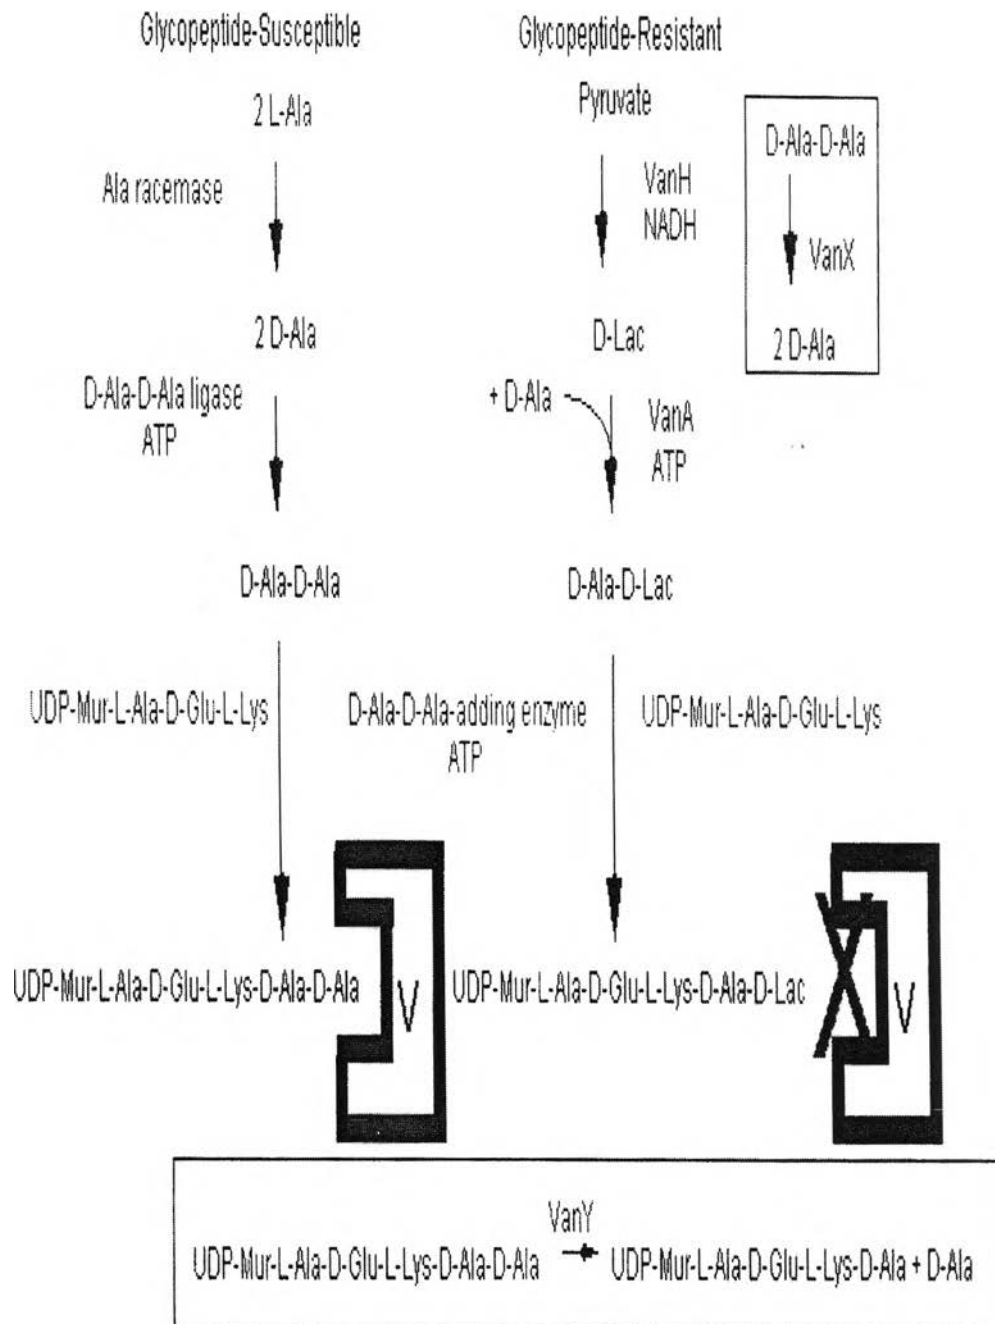 Glycopeptide-Susceptible
Glycopeptide-Resistant
2 L-Ala
Pyruvate
D-Ala-D-Ala
Ala racemase
VanH
NADH
VanX
2 D-Ala
D-Lac
2 D-Ala
D-Ala-D-Ala ligase
ATP
+ D-Ala
VanA
ATP
D-Ala-D-Ala
D-Ala-D-Lac
UDP-Mur-L-Ala-D-Glu-L-Lys
D-Ala-D-Ala-adding enzyme
ATP
UDP-Mur-L-Ala-D-Glu-L-Lys
UDP-Mur-L-Ala-D-Glu-L-Lys-D-Ala-D-Ala
V
UDP-Mur-L-Ala-D-Glu-L-Lys-D-Ala-D-Lac
V
VanY
UDP-Mur-L-Ala-D-Glu-L-Lys-D-Ala-D-Ala
UDP-Mur-L-Ala-D-Glu-L-Lys-D-Ala + D-Ala